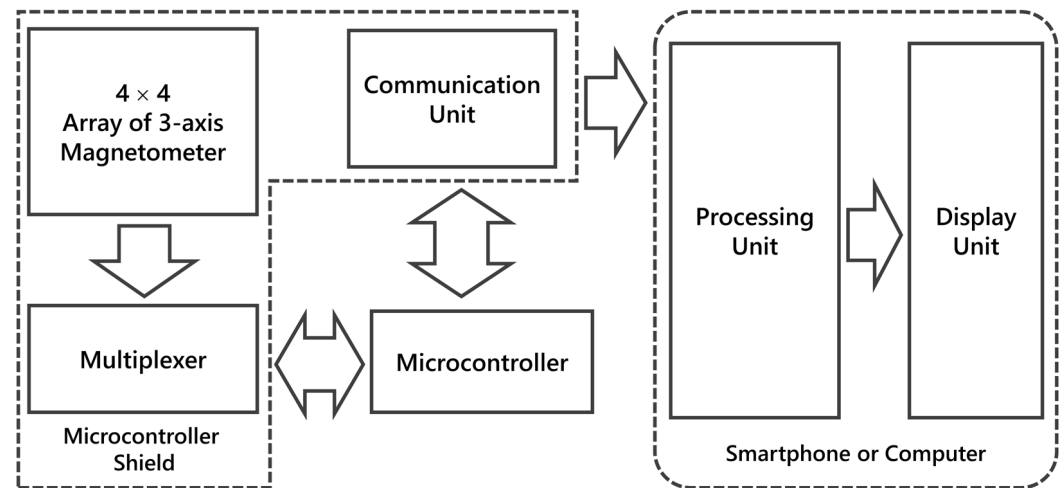 4 × 4
Array of 3-axis
Magnetometer
Communication
Unit
Processing
Unit
Display
Unit
Multiplexer
Microcontroller
Microcontroller
Shield
Smartphone or Computer